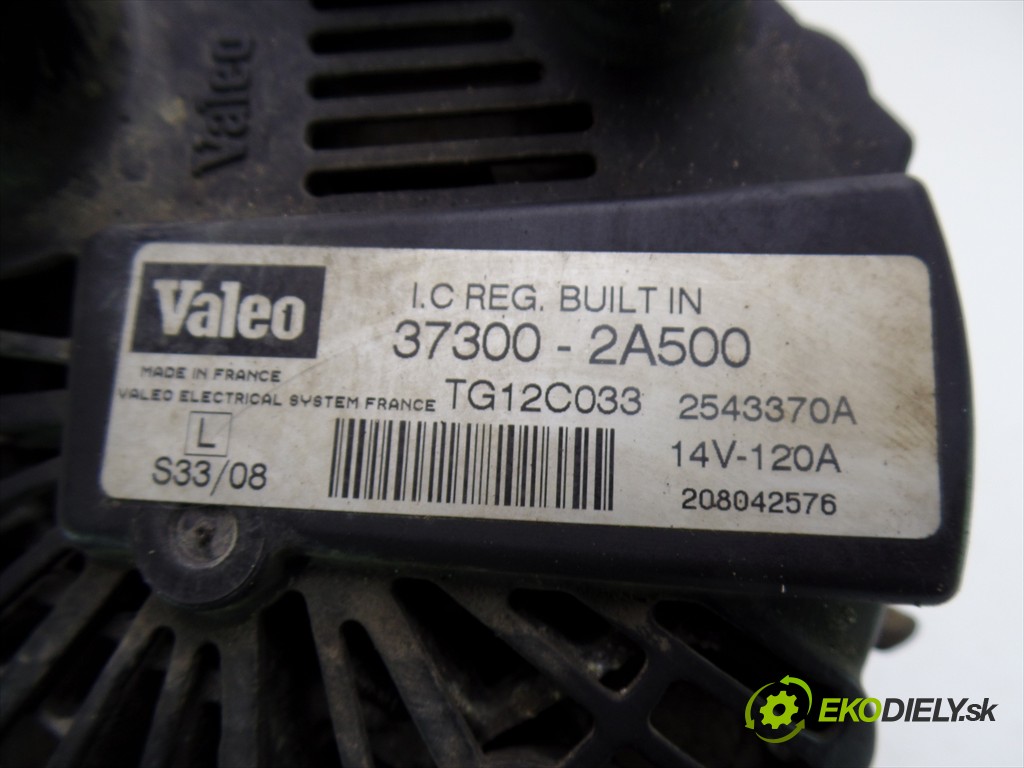 Valeo
Valeo
I.C REG. BUILT IN
37300 - 2A500
MADE IN FRANCE
VALEO ELECTRICAL SYSTEM FRANCE TG12C033 2543370A
L
14V-120A
S33/08
208042576
EKODIELY.sk